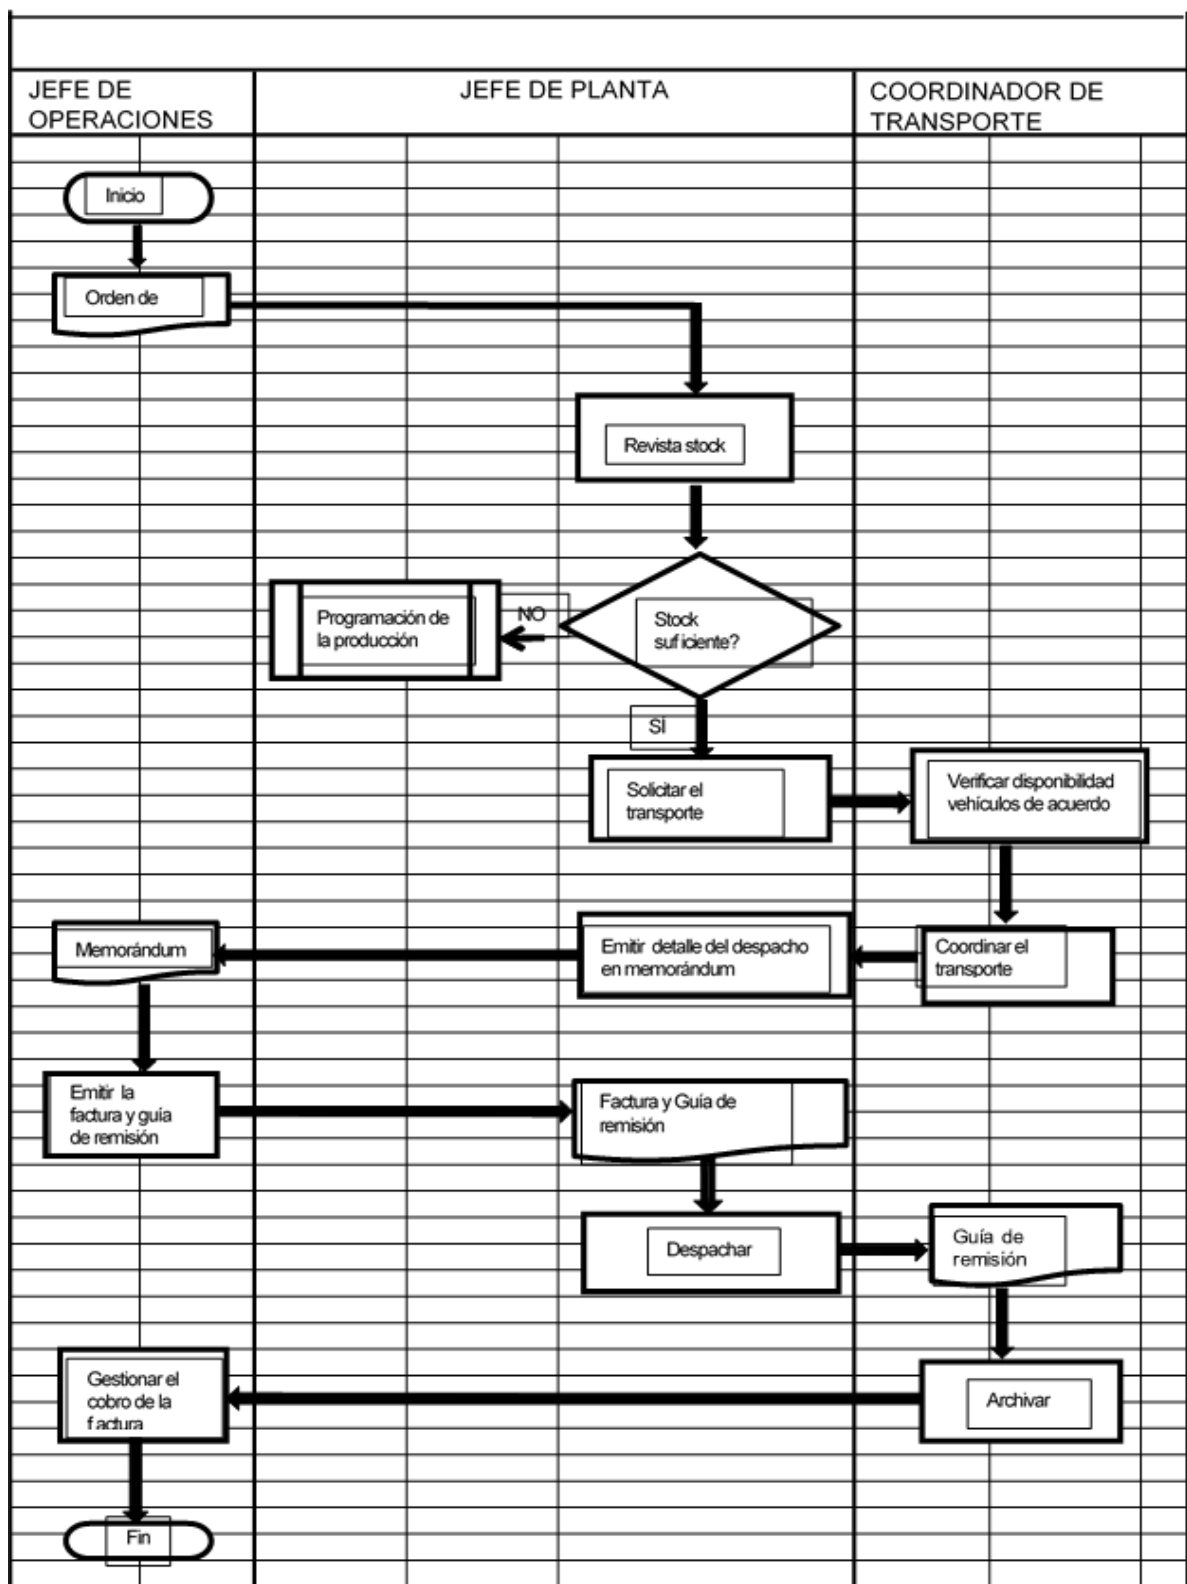 JEFE DE
OPERACIONES
JEFE DE PLANTA
COORDINADOR DE
TRANSPORTE
Inicio
Orden de
Revista stock
Stock
suficiente?
NO
Programación de
la producción
SÍ
Solicitar el
transporte
Verificar disponibilidad
vehículos de acuerdo
Coordinar el
transporte
Emitir detalle del despacho
en memorándum
Memorándum
Emitir la
factura y guía
de remisión
Factura y Guía de
remisión
Despachar
Guía de
remisión
Archivar
Gestionar el
cobro de la
factura
Fin